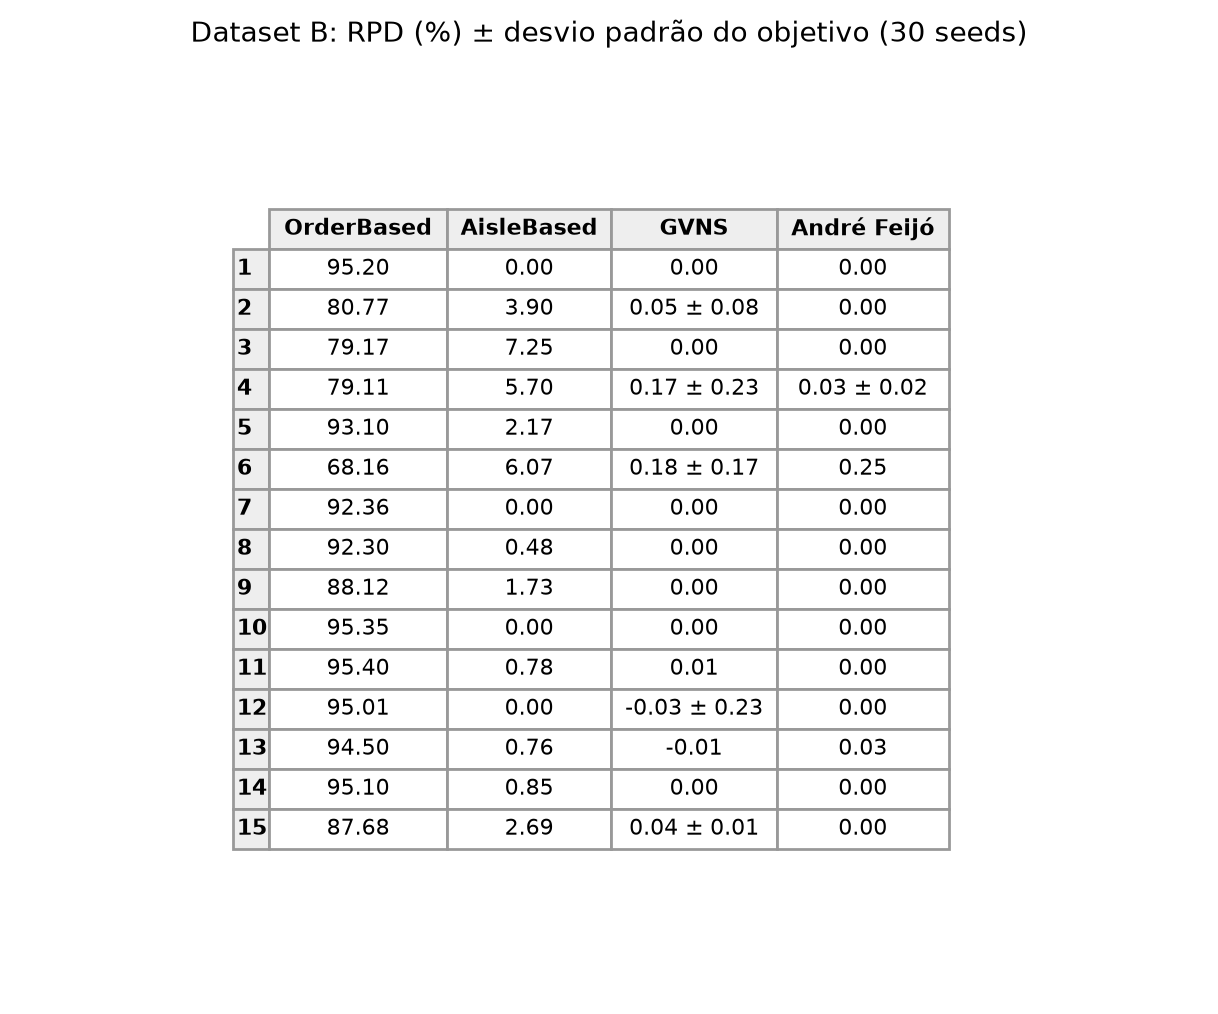 Dataset B: RPD (%) ± desvio padrão do objetivo (30 seeds)
OrderBased AisleBased GVNS André Feijó
1 95.20 0.00 0.00 0.00
2 80.77 3.90 0.05 ± 0.08 0.00
3 79.17 7.25 0.00 0.00
4 79.11 5.70 0.17 ± 0.23 0.03 ± 0.02
5 93.10 2.17 0.00 0.00
6 68.16 6.07 0.18 ± 0.17 0.25
7 92.36 0.00 0.00 0.00
8 92.30 0.48 0.00 0.00
9 88.12 1.73 0.00 0.00
10 95.35 0.00 0.00 0.00
11 95.40 0.78 0.01 0.00
12 95.01 0.00 -0.03 ± 0.23 0.00
13 94.50 0.76 -0.01 0.03
14 95.10 0.85 0.00 0.00
15 87.68 2.69 0.04 ± 0.01 0.00